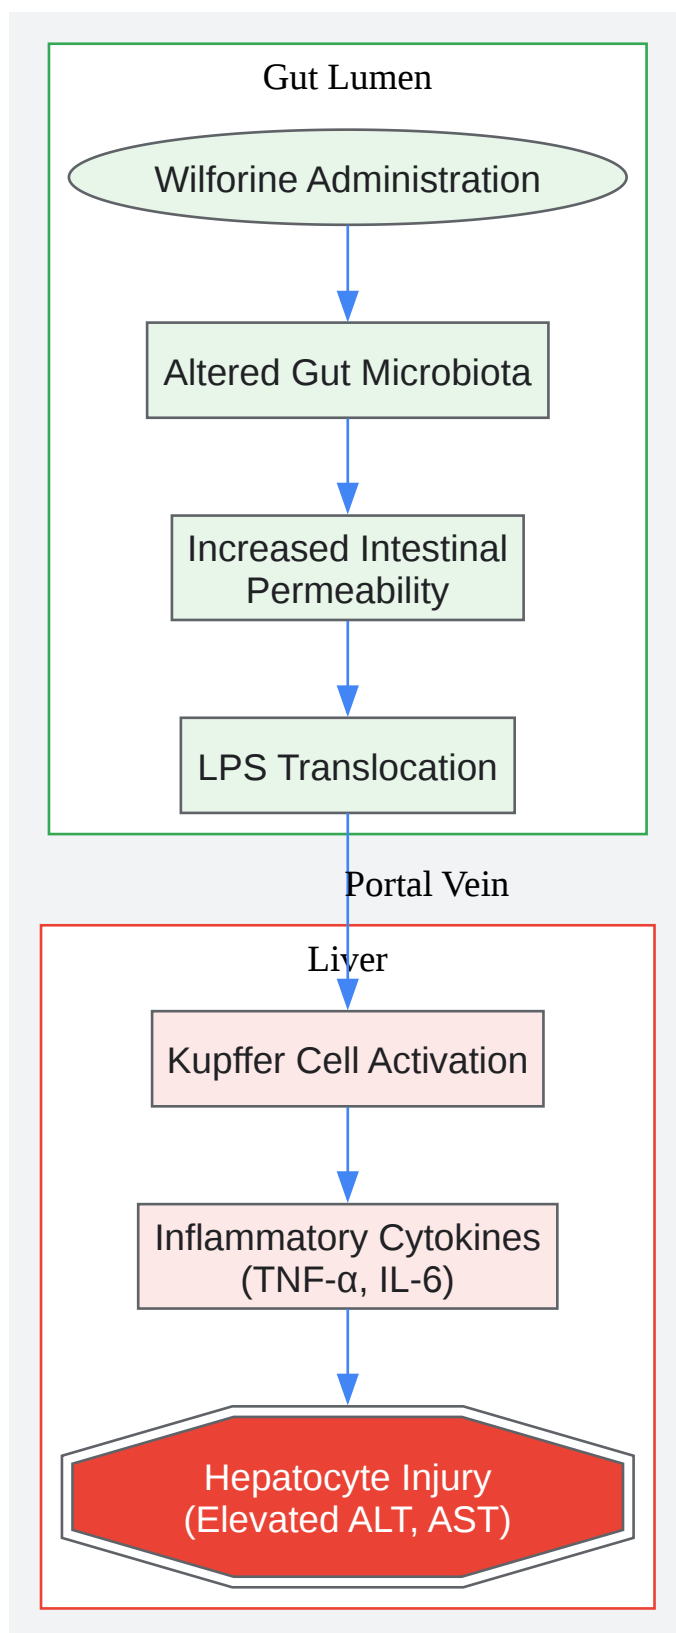 Gut Lumen
Wilforine Administration
Altered Gut Microbiota
Increased Intestinal
Permeability
LPS Translocation
Portal Vein
Liver
Kupffer Cell Activation
Inflammatory Cytokines
(TNF-α, IL-6)
Hepatocyte Injury
(Elevated ALT, AST)